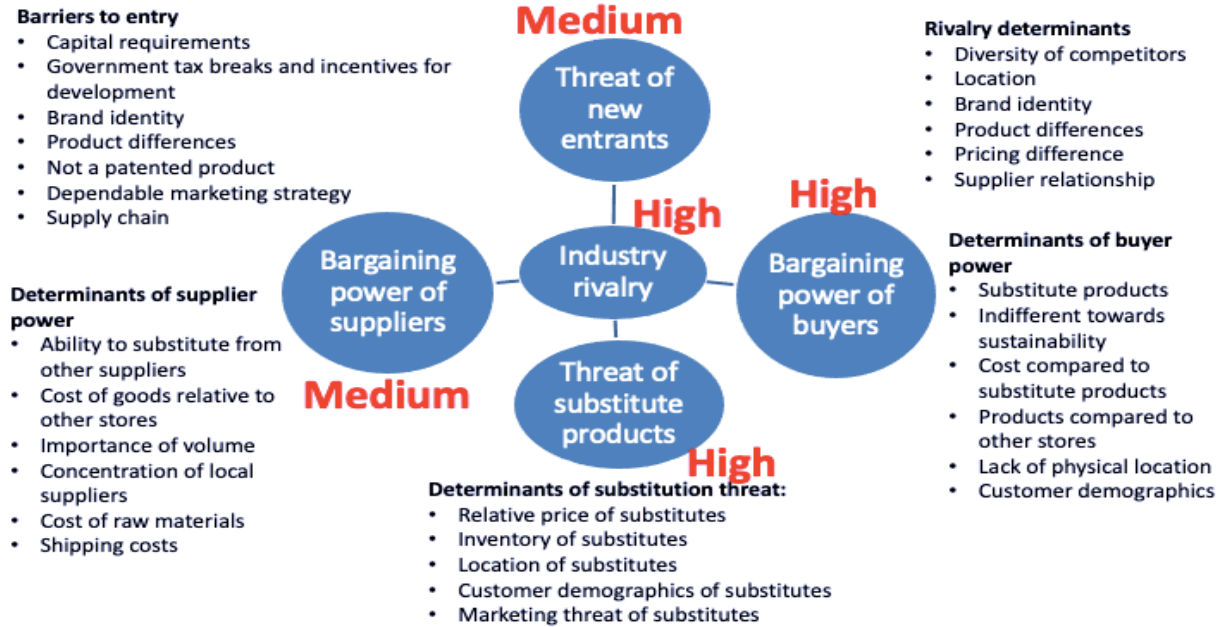 Barriers to entry
• Capital requirements
• Government tax breaks and incentives for
development
• Brand identity
• Product differences
• Not a patented product
• Dependable marketing strategy
• Supply chain
Medium
Threat of
new
entrants
Rivalry determinants
• Diversity of competitors
• Location
• Brand identity
• Product differences
• Pricing difference
• Supplier relationship
High
Industry
rivalry
High
Bargaining
power of
buyers
Bargaining
power of
suppliers
Medium
Determinants of buyer
power
• Substitute products
• Indifferent towards
sustainability
• Cost compared to
substitute products
• Products compared to
other stores
• Lack of physical location
• Customer demographics
Determinants of supplier
power
• Ability to substitute from
other suppliers
• Cost of goods relative to
other stores
• Importance of volume
• Concentration of local
suppliers
• Cost of raw materials
• Shipping costs
Threat of
substitute
products
High
Determinants of substitution threat:
• Relative price of substitutes
• Inventory of substitutes
• Location of substitutes
• Customer demographics of substitutes
• Marketing threat of substitutes